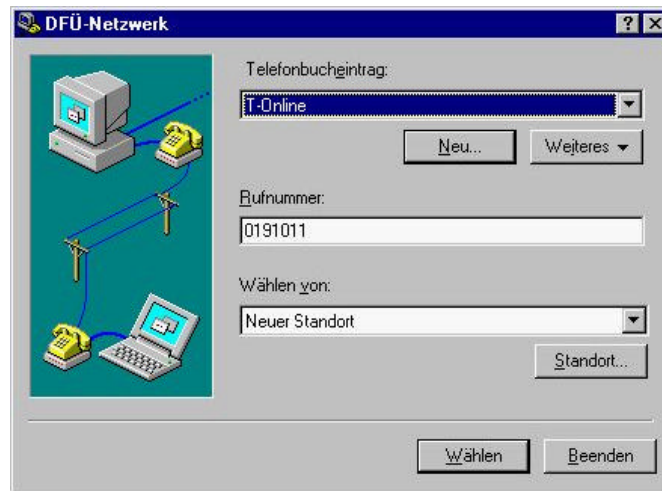 DFÜ-Netzwerk
Telefonbucheintrag:
T-Online
Neu... Weiteres
Rufnummer:
0191011
Wählen von:
Neuer Standort
Standort...
Wählen Beenden